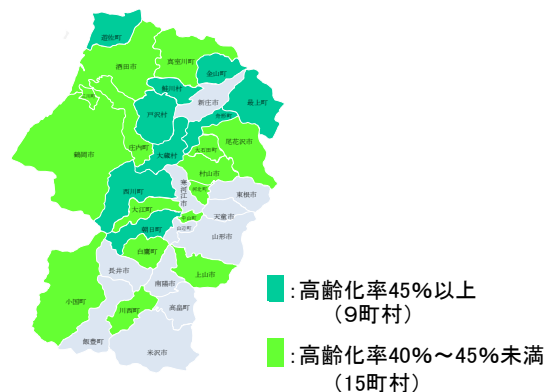 遊佐町
酒田市
真室川町
金山町
鮭川村
新庄市
最上町
戸沢村
舟形町
庄内町
大蔵村
尾花沢市
大石田町
鶴岡市
村山市
西川町
寒河江市
河北町
東根市
大江町
天童市
中山町
朝日町
山辺町
山形市
白鷹町
長井市
上山市
南陽市
小国町
高畠町
川西町
飯豊町
米沢市
:高齢化率45%以上
(9町村)
:高齢化率40%～45%未満
(15町村)